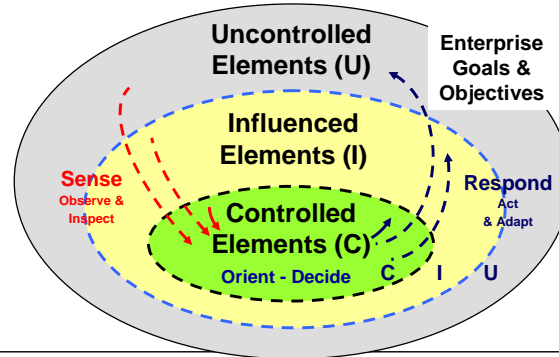 Uncontrolled
Elements (U)
Enterprise
Goals &
Objectives
Influenced
Elements (I)
Sense
Observe &
Inspect
Respond
Act
& Adapt
Controlled
Elements (C)
Orient - Decide
C I U